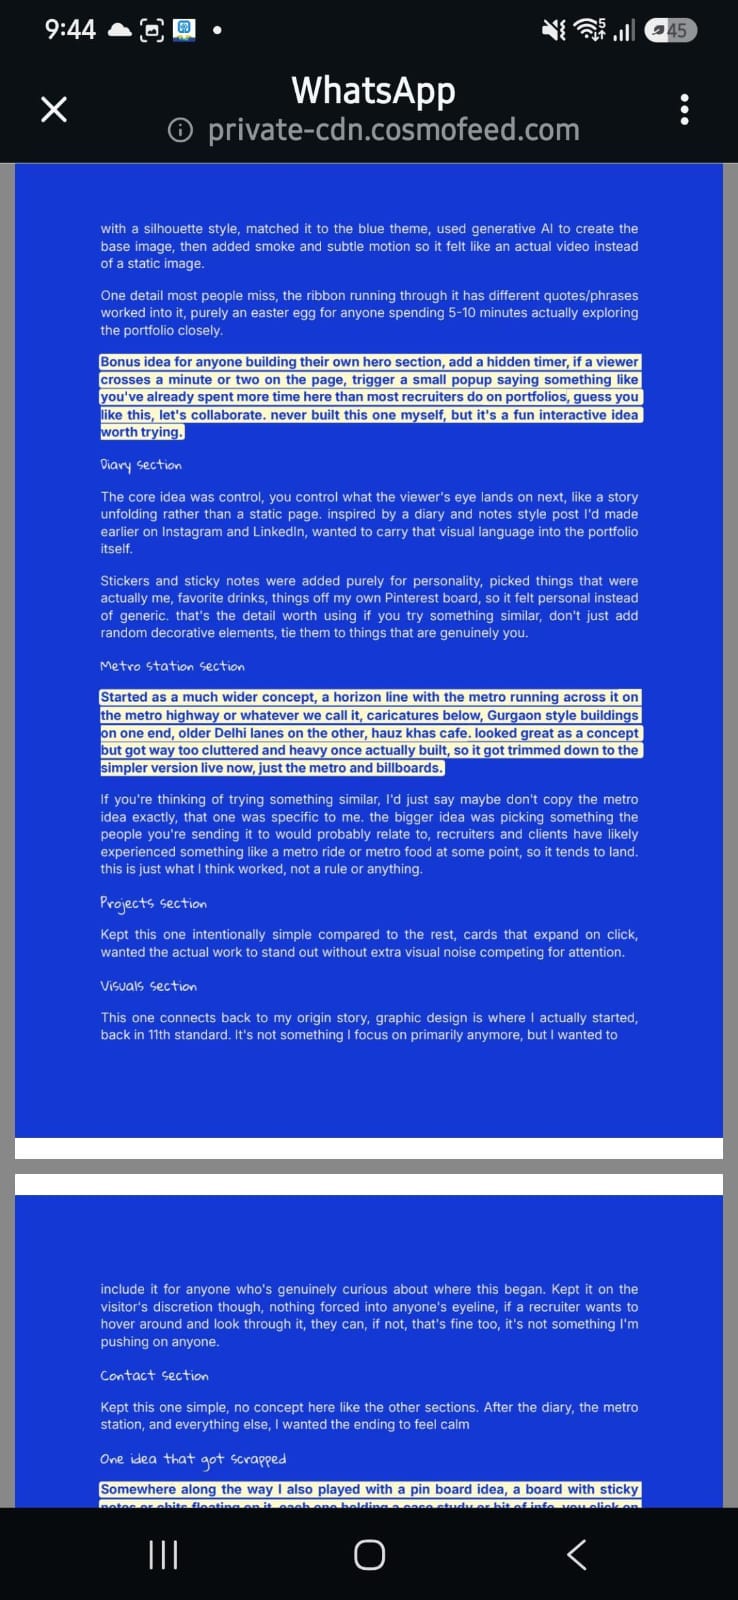 9:44
45
WhatsApp
private-cdn.cosmofeed.com
with a silhouette style, matched it to the blue theme, used generative AI to create the
base image, then added smoke and subtle motion so it felt like an actual video instead
of a static image.
One detail most people miss, the ribbon running through it has different quotes/phrases
worked into it, purely an easter egg for anyone spending 5-10 minutes actually exploring
the portfolio closely.
Bonus idea for anyone building their own hero section, add a hidden timer, if a viewer
crosses a minute or two on the page, trigger a small popup saying something like
you've already spent more time here than most recruiters do on portfolios, guess you
like this, let's collaborate. never built this one myself, but it's a fun interactive idea
worth trying.
Diary section
The core idea was control, you control what the viewer's eye lands on next, like a story
unfolding rather than a static page. inspired by a diary and notes style post I'd made
earlier on Instagram and LinkedIn, wanted to carry that visual language into the portfolio
itself.
Stickers and sticky notes were added purely for personality, picked things that were
actually me, favorite drinks, things off my own Pinterest board, so it felt personal instead
of generic. that's the detail worth using if you try something similar, don't just add
random decorative elements, tie them to things that are genuinely you.
Metro station section
Started as a much wider concept, a horizon line with the metro running across it on
the metro highway or whatever we call it, caricatures below, Gurgaon style buildings
on one end, older Delhi lanes on the other, hauz khas cafe. looked great as a concept
but got way too cluttered and heavy once actually built, so it got trimmed down to the
simpler version live now, just the metro and billboards.
If you're thinking of trying something similar, I'd just say maybe don't copy the metro
idea exactly, that one was specific to me. the bigger idea was picking something the
people you're sending it to would probably relate to, recruiters and clients have likely
experienced something like a metro ride or metro food at some point, so it tends to land.
this is just what I think worked, not a rule or anything.
Projects section
Kept this one intentionally simple compared to the rest, cards that expand on click,
wanted the actual work to stand out without extra visual noise competing for attention.
Visuals section
This one connects back to my origin story, graphic design is where I actually started,
back in 11th standard. It's not something I focus on primarily anymore, but I wanted to
include it for anyone who's genuinely curious about where this began. Kept it on the
visitor's discretion though, nothing forced into anyone's eyeline, if a recruiter wants to
hover around and look through it, they can, if not, that's fine too, it's not something I'm
pushing on anyone.
Contact section
Kept this one simple, no concept here like the other sections. After the diary, the metro
station, and everything else, I wanted the ending to feel calm
One idea that got scrapped
Somewhere along the way I also played with a pin board idea, a board with sticky
notes or chits floating on it, each one holding a case study or bit of info, you click on